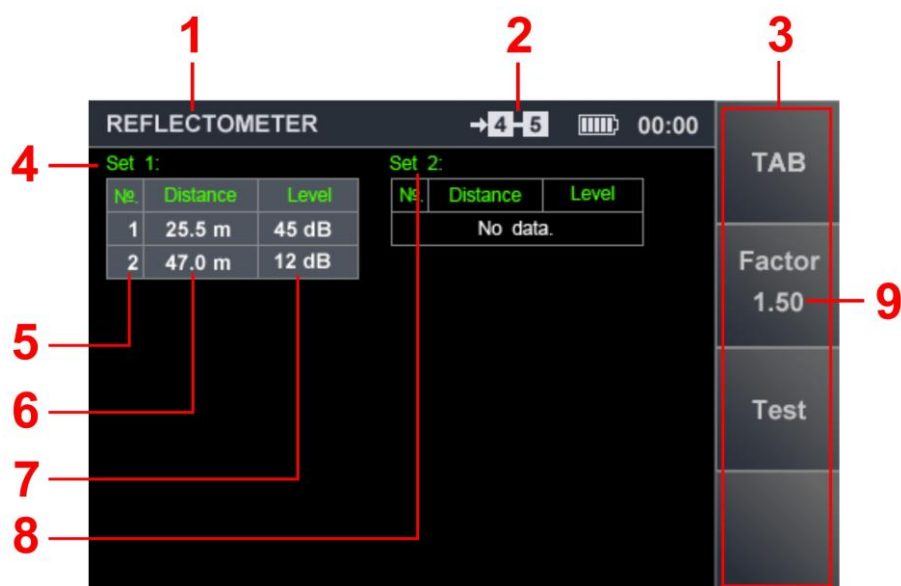 1 2 3
REFLECTOMETER →4-5 00:00
TAB
4 Set 1: Set 2:
№. Distance Level №. Distance Level
1 25.5 m 45 dB No data.
2 47.0 m 12 dB
Factor
1.50 9
5
6 Test
7
8